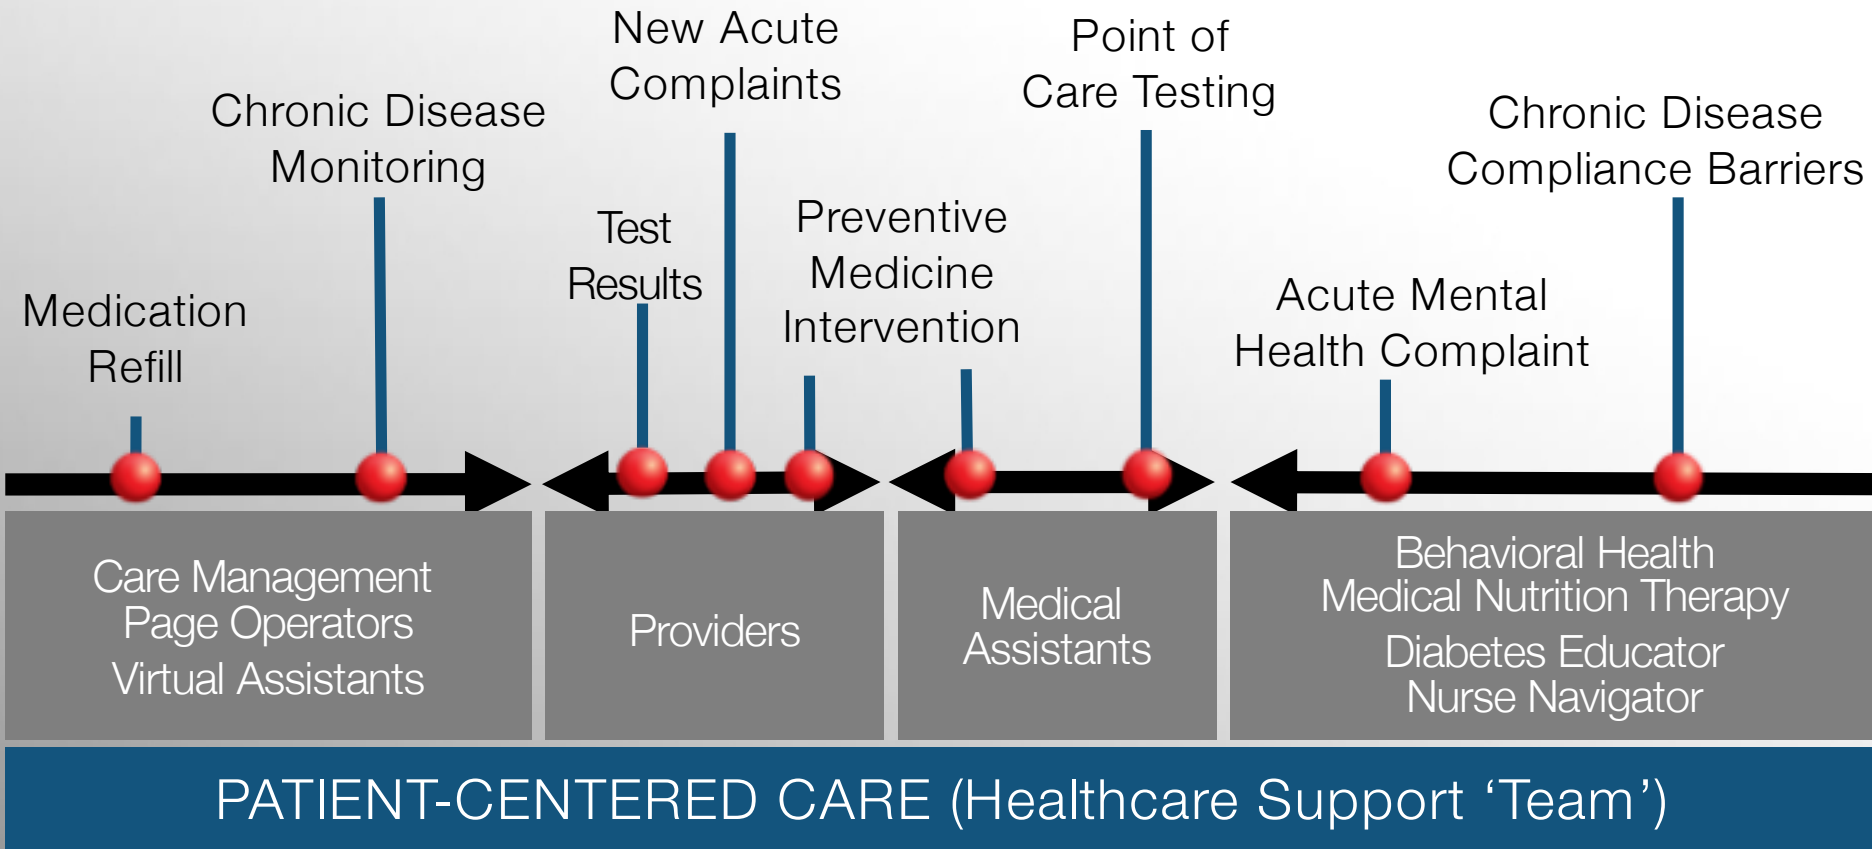 New Acute
Complaints
Point of
Care Testing
Chronic Disease
Monitoring
Chronic Disease
Compliance Barriers
Test
Results
Preventive
Medicine
Intervention
Medication
Refill
Acute Mental
Health Complaint
Care Management
Page Operators
Virtual Assistants
Providers
Medical
Assistants
Behavioral Health
Medical Nutrition Therapy
Diabetes Educator
Nurse Navigator
PATIENT-CENTERED CARE (Healthcare Support ‘Team’)